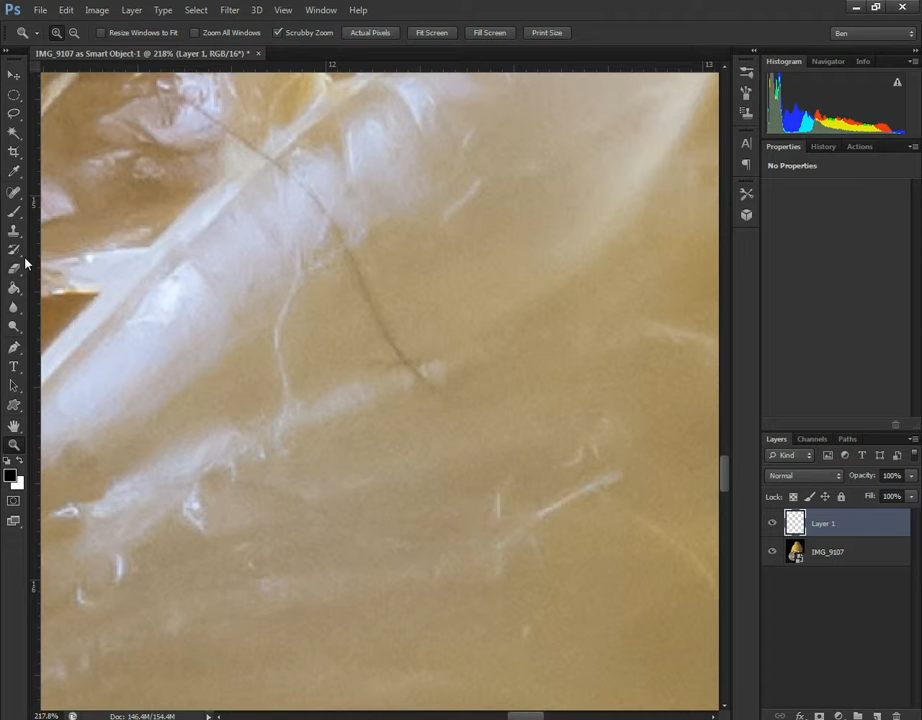 Ps File Edit Image Layer Type Select Filter 3D View Window Help
Resize Windows to Fit Zoom All Windows Scrubby Zoom Actual Pixels Fit Screen Fill Screen Print Size Ben
IMG_9107 as Smart Object-1 @ 218% (Layer 1, RGB/16*) * ×
12 13
Histogram Navigator Info
Properties History Actions
No Properties
Layers Channels Paths
Kind
Normal Opacity: 100%
Lock: Fill: 100%
Layer 1
IMG_9107
217.8% Doc: 146.4M/154.4M